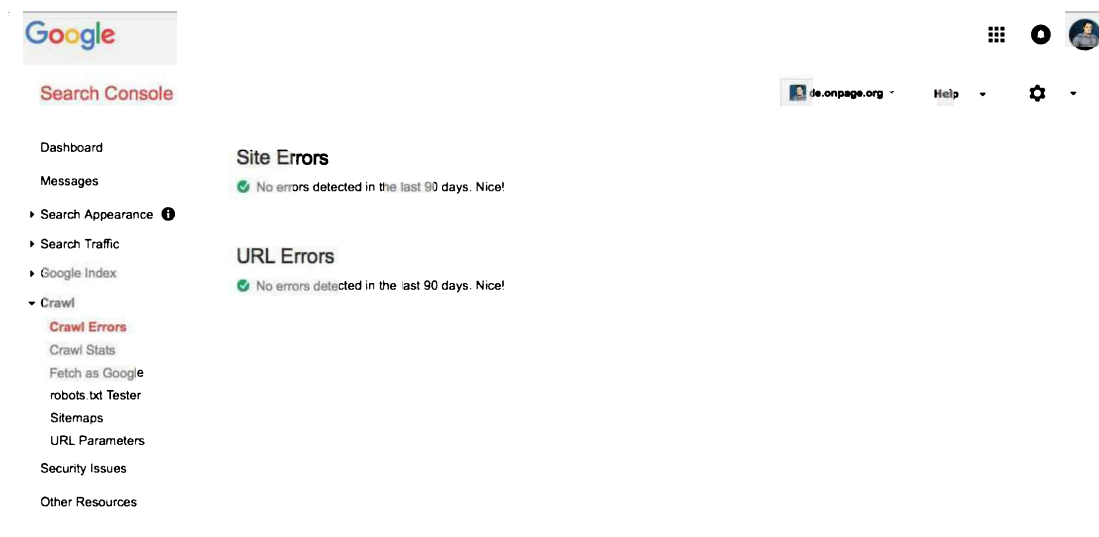 Google
Search Console
de.onpage.org
Help
Dashboard
Messages
Search Appearance
Search Traffic
Google Index
Crawl
Crawl Errors
Crawl Stats
Fetch as Google
robots.txt Tester
Sitemaps
URL Parameters
Security Issues
Other Resources
Site Errors
No errors detected in the last 90 days. Nice!
URL Errors
No errors detected in the last 90 days. Nice!